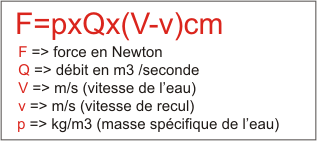 F=pxQx(V-v)cm
F => force en Newton
Q => débit en m3 /seconde
V => m/s (vitesse de l'eau)
v => m/s (vitesse de recul)
p => kg/m3 (masse spécifique de l'eau)